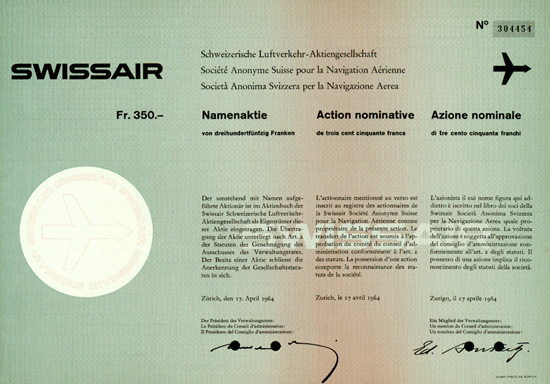 Nº 304454
SWISSAIR
Schweizerische Luftverkehr-Aktiengesellschaft
Société Anonyme Suisse pour la Navigation Aérienne
Società Anonima Svizzera per la Navigazione Aerea
Fr. 350.–
Namenaktie
von dreihundertfünfzig Franken
Action nominative
de trois cent cinquante francs
Azione nominale
di tre cento cinquanta franchi
Der umstehend mit Namen aufge-
führte Aktionär ist im Aktienbuch der
Swissair Schweizerische Luftverkehr-
Aktiengesellschaft als Eigentümer die-
ser Aktie eingetragen. Die Übertra-
gung der Aktie unterliegt nach Art. 2
der Statuten der Genehmigung des
Ausschusses des Verwaltungsrates.
Der Besitz einer Aktie schliesst die
Anerkennung der Gesellschaftsstatu-
ten in sich.
Zürich, den 17. April 1964
L'actionnaire mentionné au verso est
inscrit au registre des actionnaires de
la Swissair Société Anonyme Suisse
pour la Navigation Aérienne comme
propriétaire de la présente action. Le
transfert de l'action est soumis à l'ap-
probation du comité du conseil d'ad-
ministration conformément à l'art. 2
des statuts. La possession d'une action
comporte la reconnaissance des sta-
tuts de la société.
Zurich, le 17 avril 1964
L'azionista il cui nome figura qui ad-
dietro è iscritto nel libro dei soci della
Swissair Società Anonima Svizzera
per la Navigazione Aerea quale pro-
prietario di questa azione. La voltura
dell'azione è soggetta all'approvazione
del consiglio d'amministrazione confor-
memente all'art. 2 degli statuti. Il
possesso di una azione implica il rico-
noscimento degli statuti della società.
Zurigo, il 17 aprile 1964
Der Präsident des Verwaltungsrates:
Le Président du Conseil d'administration:
Il Presidente del Consiglio d'amministrazione:
Ein Mitglied des Verwaltungsrates:
Un membre du Conseil d'administration:
Un membro del Consiglio d'amministrazione: